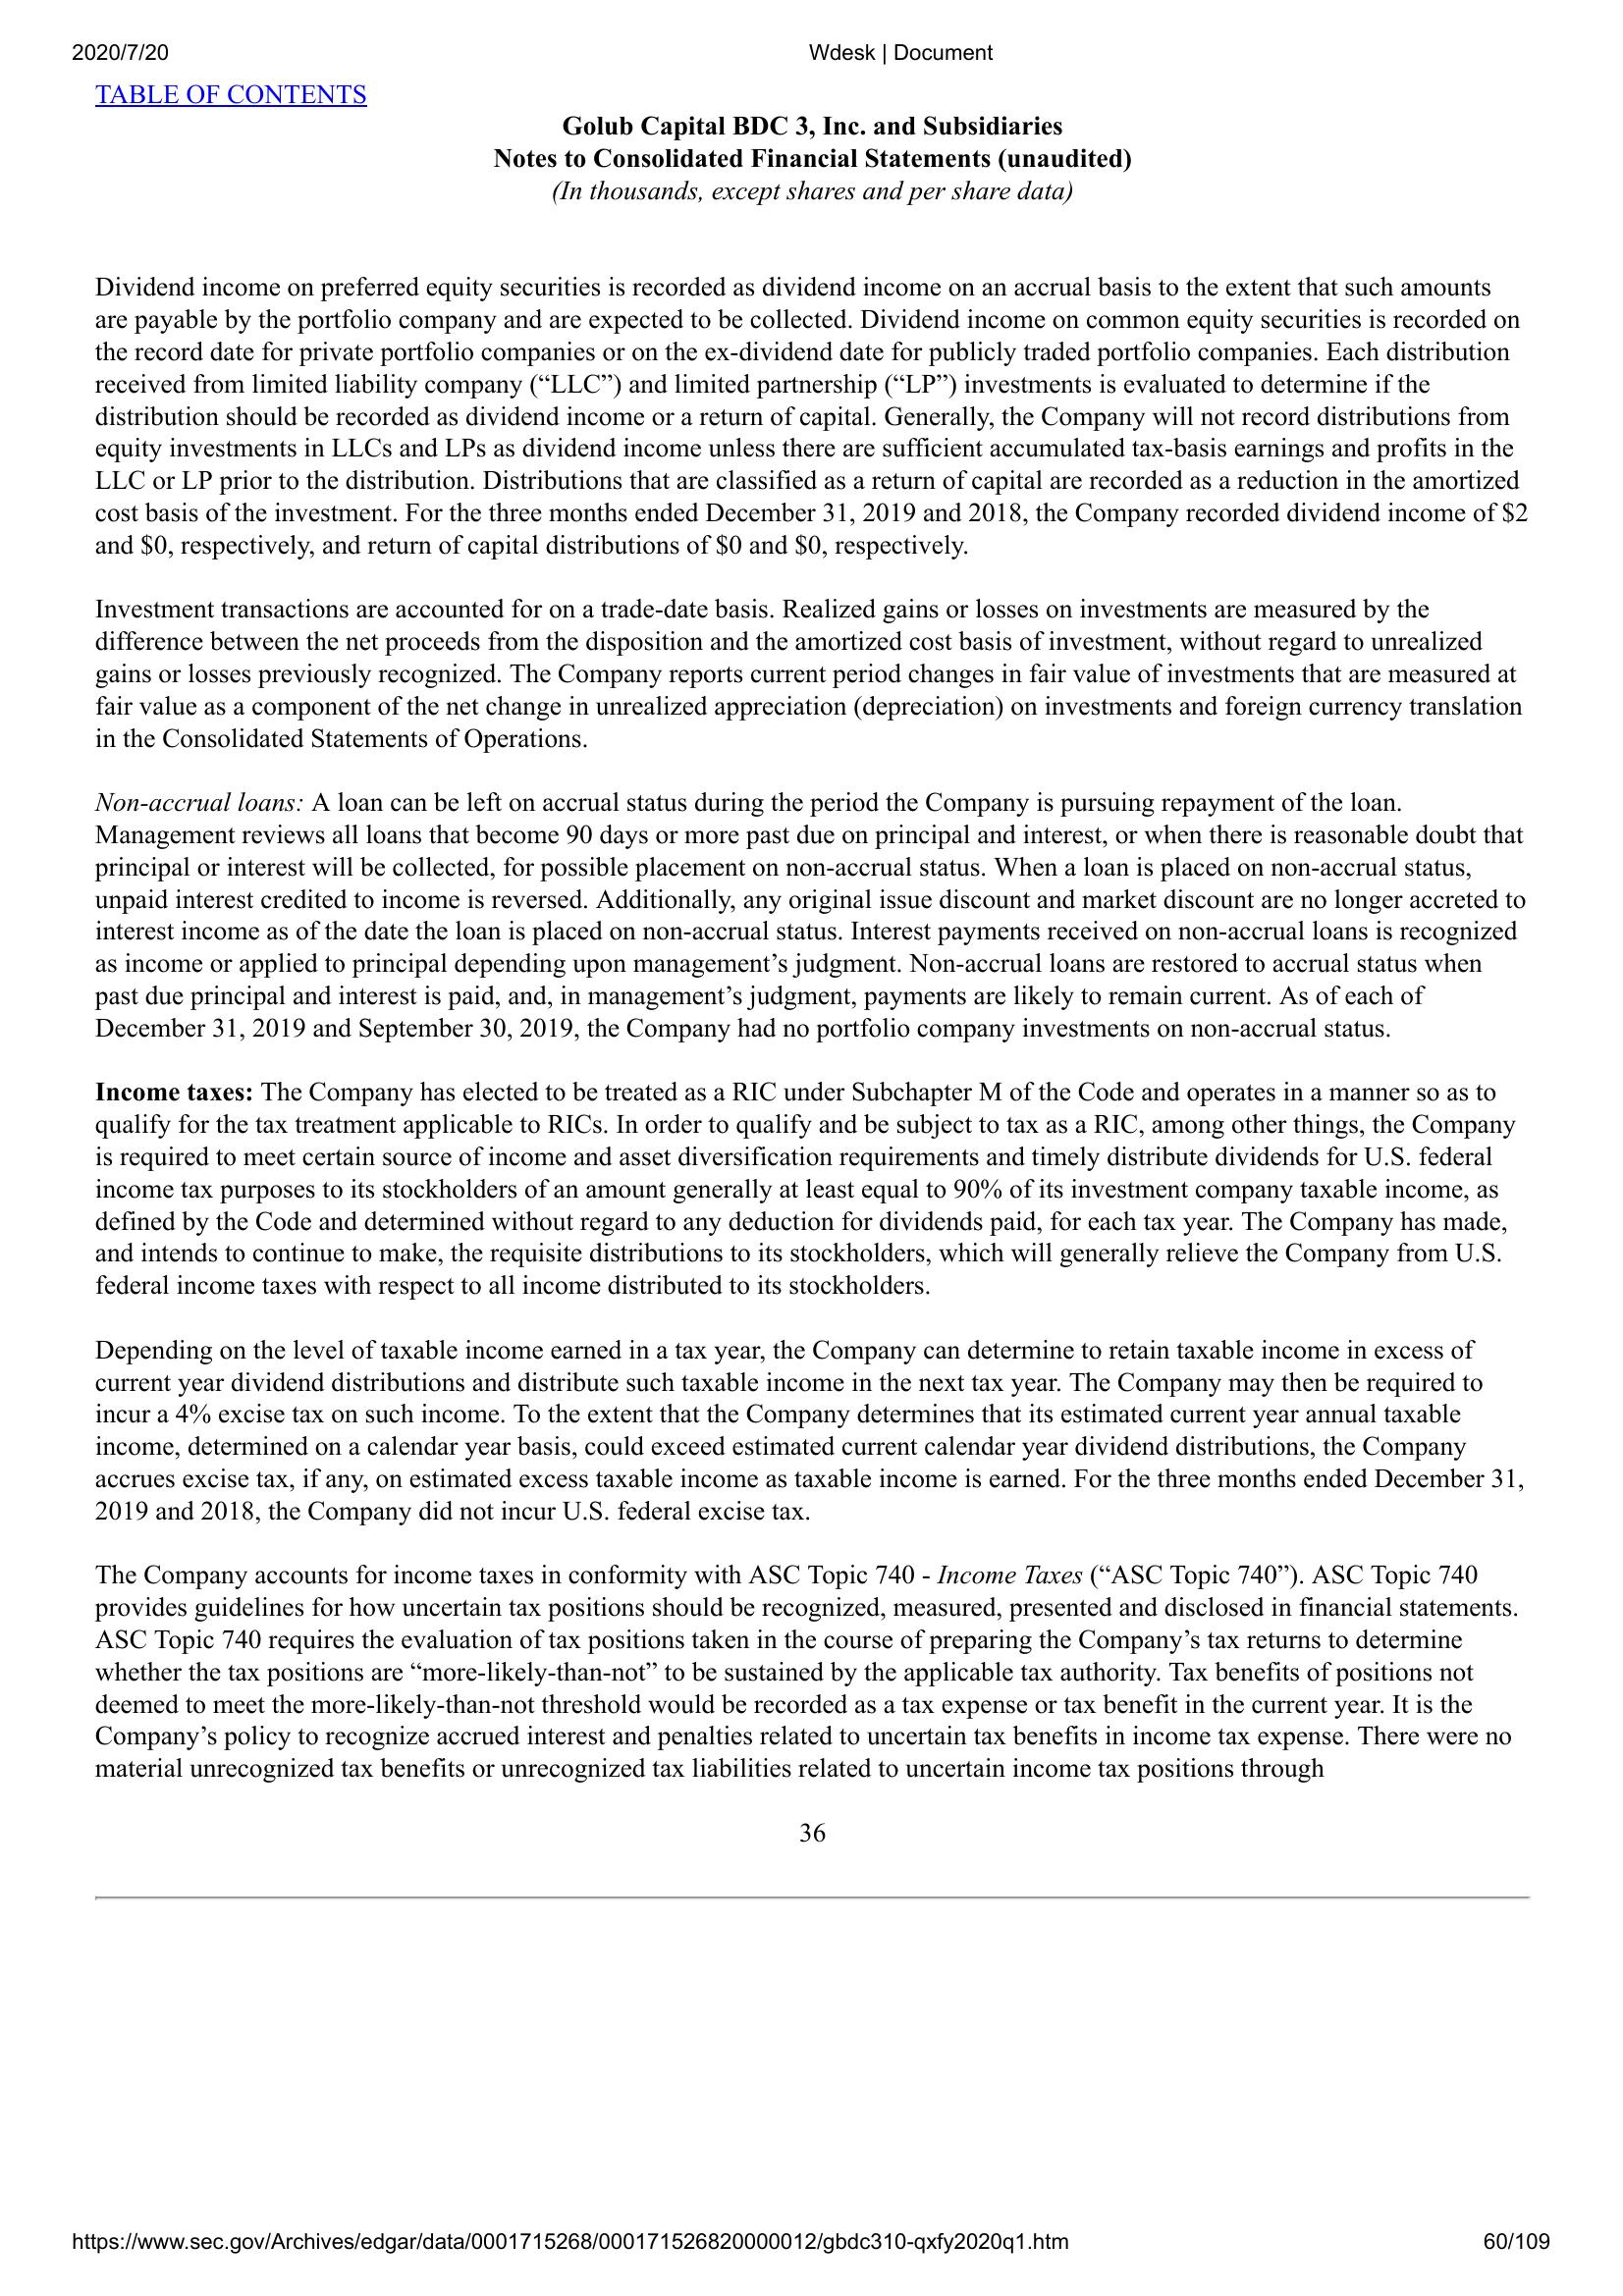 2020/7/20
Wdesk | Document
TABLE OF CONTENTS
Golub Capital BDC 3, Inc. and Subsidiaries
Notes to Consolidated Financial Statements (unaudited)
(In thousands, except shares and per share data)
Dividend income on preferred equity securities is recorded as dividend income on an accrual basis to the extent that such amounts
are payable by the portfolio company and are expected to be collected. Dividend income on common equity securities is recorded on
the record date for private portfolio companies or on the ex-dividend date for publicly traded portfolio companies. Each distribution
received from limited liability company (“LLC”) and limited partnership (“LP”) investments is evaluated to determine if the
distribution should be recorded as dividend income or a return of capital. Generally, the Company will not record distributions from
equity investments in LLCs and LPs as dividend income unless there are sufficient accumulated tax-basis earnings and profits in the
LLC or LP prior to the distribution. Distributions that are classified as a return of capital are recorded as a reduction in the amortized
cost basis of the investment. For the three months ended December 31, 2019 and 2018, the Company recorded dividend income of $2
and $0, respectively, and return of capital distributions of $0 and $0, respectively.
Investment transactions are accounted for on a trade-date basis. Realized gains or losses on investments are measured by the
difference between the net proceeds from the disposition and the amortized cost basis of investment, without regard to unrealized
gains or losses previously recognized. The Company reports current period changes in fair value of investments that are measured at
fair value as a component of the net change in unrealized appreciation (depreciation) on investments and foreign currency translation
in the Consolidated Statements of Operations.
Non-accrual loans: A loan can be left on accrual status during the period the Company is pursuing repayment of the loan.
Management reviews all loans that become 90 days or more past due on principal and interest, or when there is reasonable doubt that
principal or interest will be collected, for possible placement on non-accrual status. When a loan is placed on non-accrual status,
unpaid interest credited to income is reversed. Additionally, any original issue discount and market discount are no longer accreted to
interest income as of the date the loan is placed on non-accrual status. Interest payments received on non-accrual loans is recognized
as income or applied to principal depending upon management’s judgment. Non-accrual loans are restored to accrual status when
past due principal and interest is paid, and, in management’s judgment, payments are likely to remain current. As of each of
December 31, 2019 and September 30, 2019, the Company had no portfolio company investments on non-accrual status.
Income taxes: The Company has elected to be treated as a RIC under Subchapter M of the Code and operates in a manner so as to
qualify for the tax treatment applicable to RICs. In order to qualify and be subject to tax as a RIC, among other things, the Company
is required to meet certain source of income and asset diversification requirements and timely distribute dividends for U.S. federal
income tax purposes to its stockholders of an amount generally at least equal to 90% of its investment company taxable income, as
defined by the Code and determined without regard to any deduction for dividends paid, for each tax year. The Company has made,
and intends to continue to make, the requisite distributions to its stockholders, which will generally relieve the Company from U.S.
federal income taxes with respect to all income distributed to its stockholders.
Depending on the level of taxable income earned in a tax year, the Company can determine to retain taxable income in excess of
current year dividend distributions and distribute such taxable income in the next tax year. The Company may then be required to
incur a 4% excise tax on such income. To the extent that the Company determines that its estimated current year annual taxable
income, determined on a calendar year basis, could exceed estimated current calendar year dividend distributions, the Company
accrues excise tax, if any, on estimated excess taxable income as taxable income is earned. For the three months ended December 31,
2019 and 2018, the Company did not incur U.S. federal excise tax.
The Company accounts for income taxes in conformity with ASC Topic 740 - Income Taxes (“ASC Topic 740”). ASC Topic 740
provides guidelines for how uncertain tax positions should be recognized, measured, presented and disclosed in financial statements.
ASC Topic 740 requires the evaluation of tax positions taken in the course of preparing the Company’s tax returns to determine
whether the tax positions are “more-likely-than-not” to be sustained by the applicable tax authority. Tax benefits of positions not
deemed to meet the more-likely-than-not threshold would be recorded as a tax expense or tax benefit in the current year. It is the
Company’s policy to recognize accrued interest and penalties related to uncertain tax benefits in income tax expense. There were no
material unrecognized tax benefits or unrecognized tax liabilities related to uncertain income tax positions through
36
https://www.sec.gov/Archives/edgar/data/0001715268/000171526820000012/gbdc310-qxfy2020q1.htm
60/109